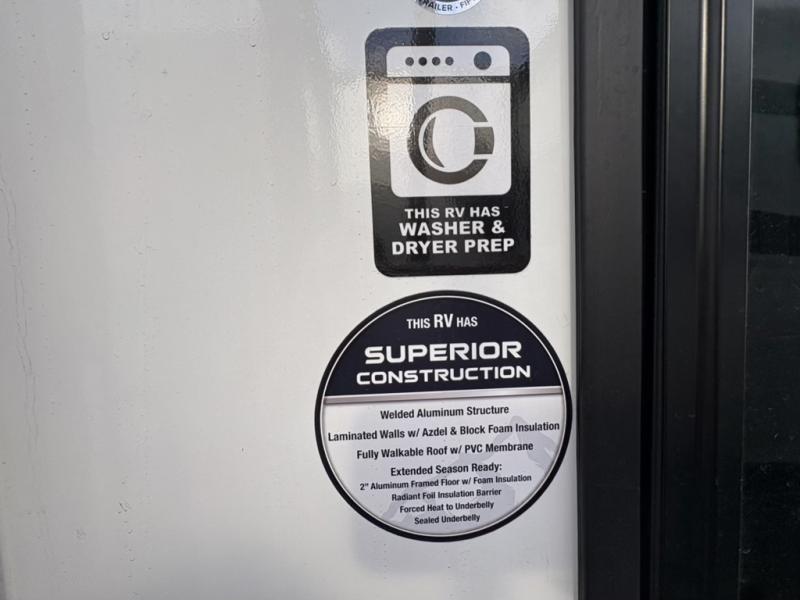 THIS RV HAS
WASHER &
DRYER PREP
THIS RV HAS
SUPERIOR
CONSTRUCTION
Welded Aluminum Structure
Laminated Walls w/ Azdel & Block Foam Insulation
Fully Walkable Roof w/ PVC Membrane
Extended Season Ready:
2" Aluminum Framed Floor w/ Foam Insulation
Radiant Foil Insulation Barrier
Forced Heat to Underbelly
Sealed Underbelly